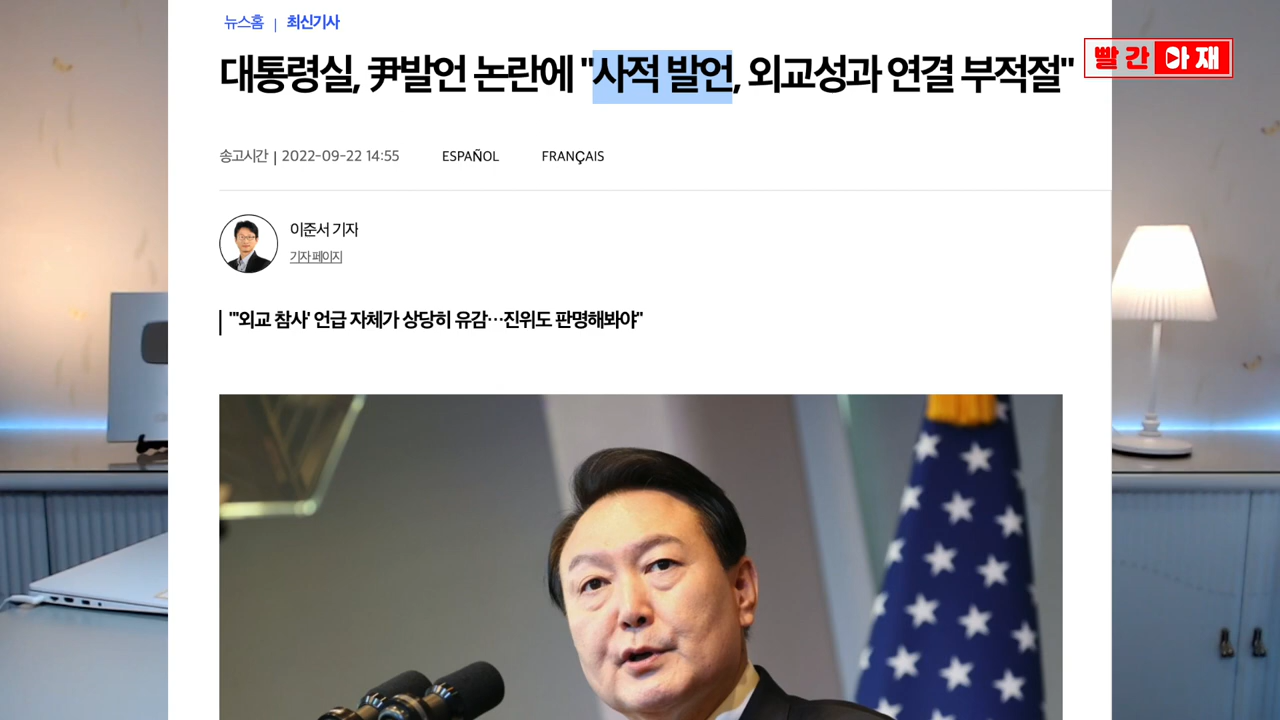 뉴스홈 | 최신기사
빨간아재
대통령실, 尹발언 논란에 "사적 발언, 외교성과 연결 부적절"
송고시간 | 2022-09-22 14:55 ESPAÑOL FRANÇAIS
이준서 기자
기자 페이지
"'외교 참사' 언급 자체가 상당히 유감…진위도 판명해봐야"